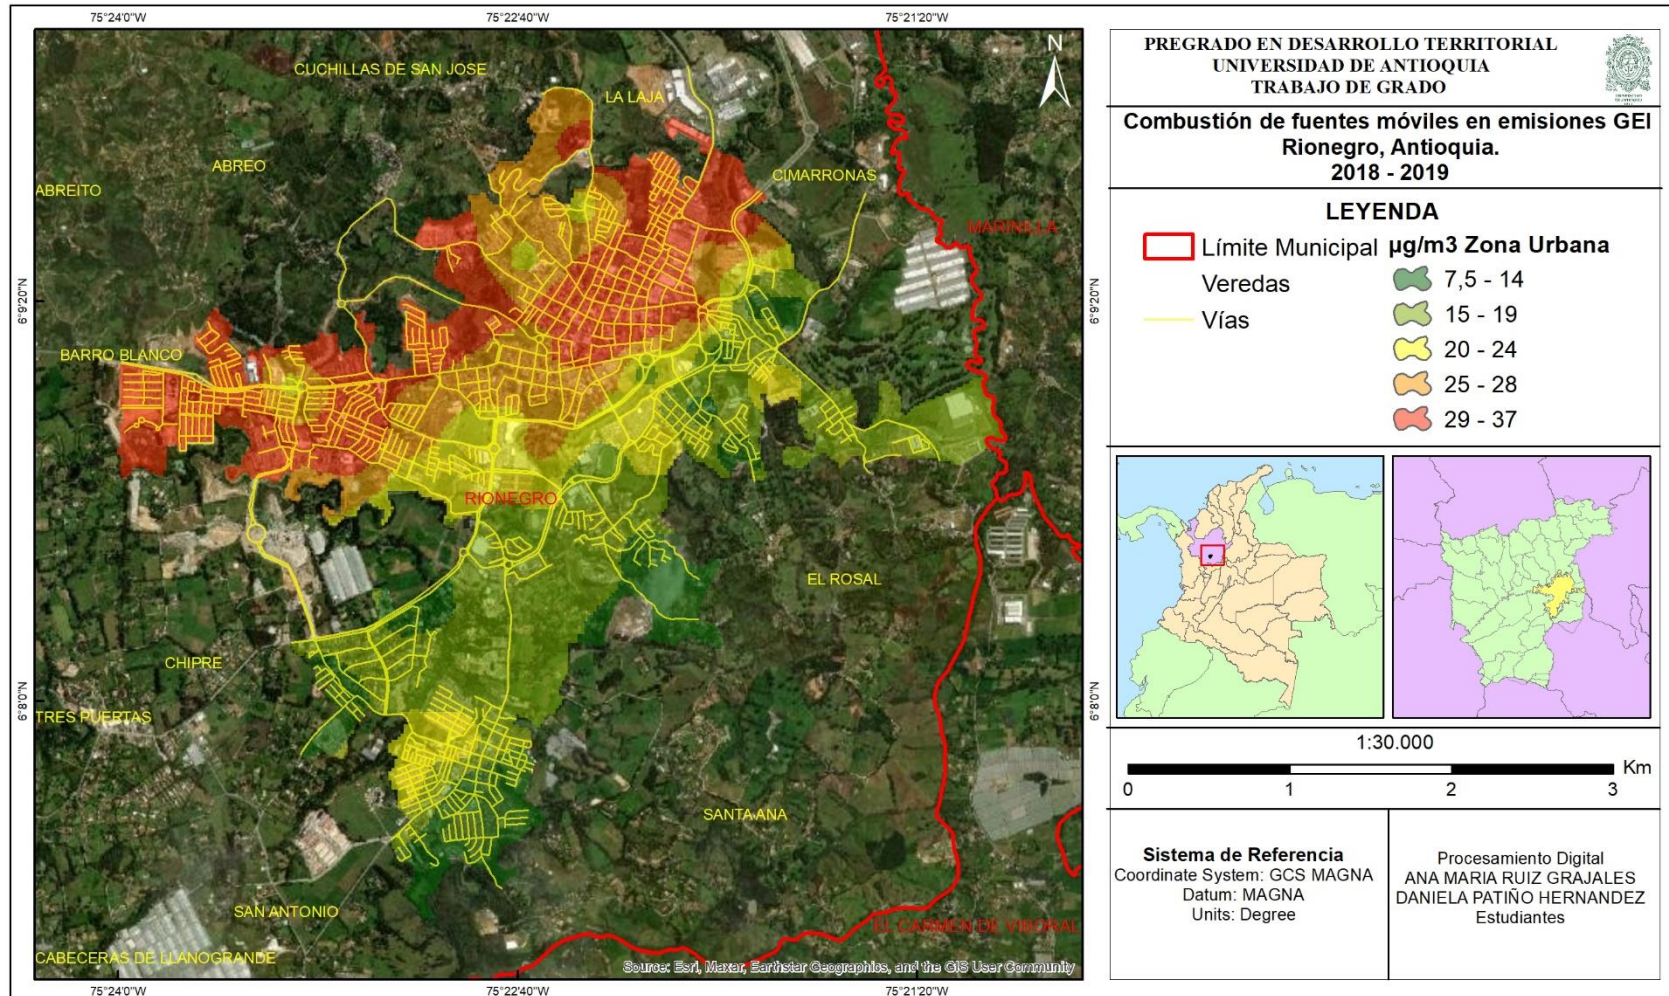 75°24'0"W
75°22'40"W
75°21'20"W
N
CUCHILLAS DE SAN JOSE
LA LAJA
ABREO
ABREITO
CIMARRONAS
MARINILLA
6°9'20"N
6°9'20"N
BARRO BLANCO
RIONEGRO
EL ROSAL
CHIPRE
6°8'0"N
6°8'0"N
TRES PUERTAS
SANTA ANA
SAN ANTONIO
EL CARMEN DE VIBORAL
CABECERAS DE LLANOGRANDE
Source: Esri, Maxar, Earthstar Geographics, and the GIS User Community
75°24'0"W
75°22'40"W
75°21'20"W
PREGRADO EN DESARROLLO TERRITORIAL
UNIVERSIDAD DE ANTIOQUIA
TRABAJO DE GRADO
Combustión de fuentes móviles en emisiones GEI
Rionegro, Antioquia.
2018 - 2019
LEYENDA
Límite Municipal
Veredas
Vías
µg/m3 Zona Urbana
7,5 - 14
15 - 19
20 - 24
25 - 28
29 - 37
1:30.000
Km
0 1 2 3
Sistema de Referencia
Coordinate System: GCS MAGNA
Datum: MAGNA
Units: Degree
Procesamiento Digital
ANA MARIA RUIZ GRAJALES
DANIELA PATIÑO HERNANDEZ
Estudiantes